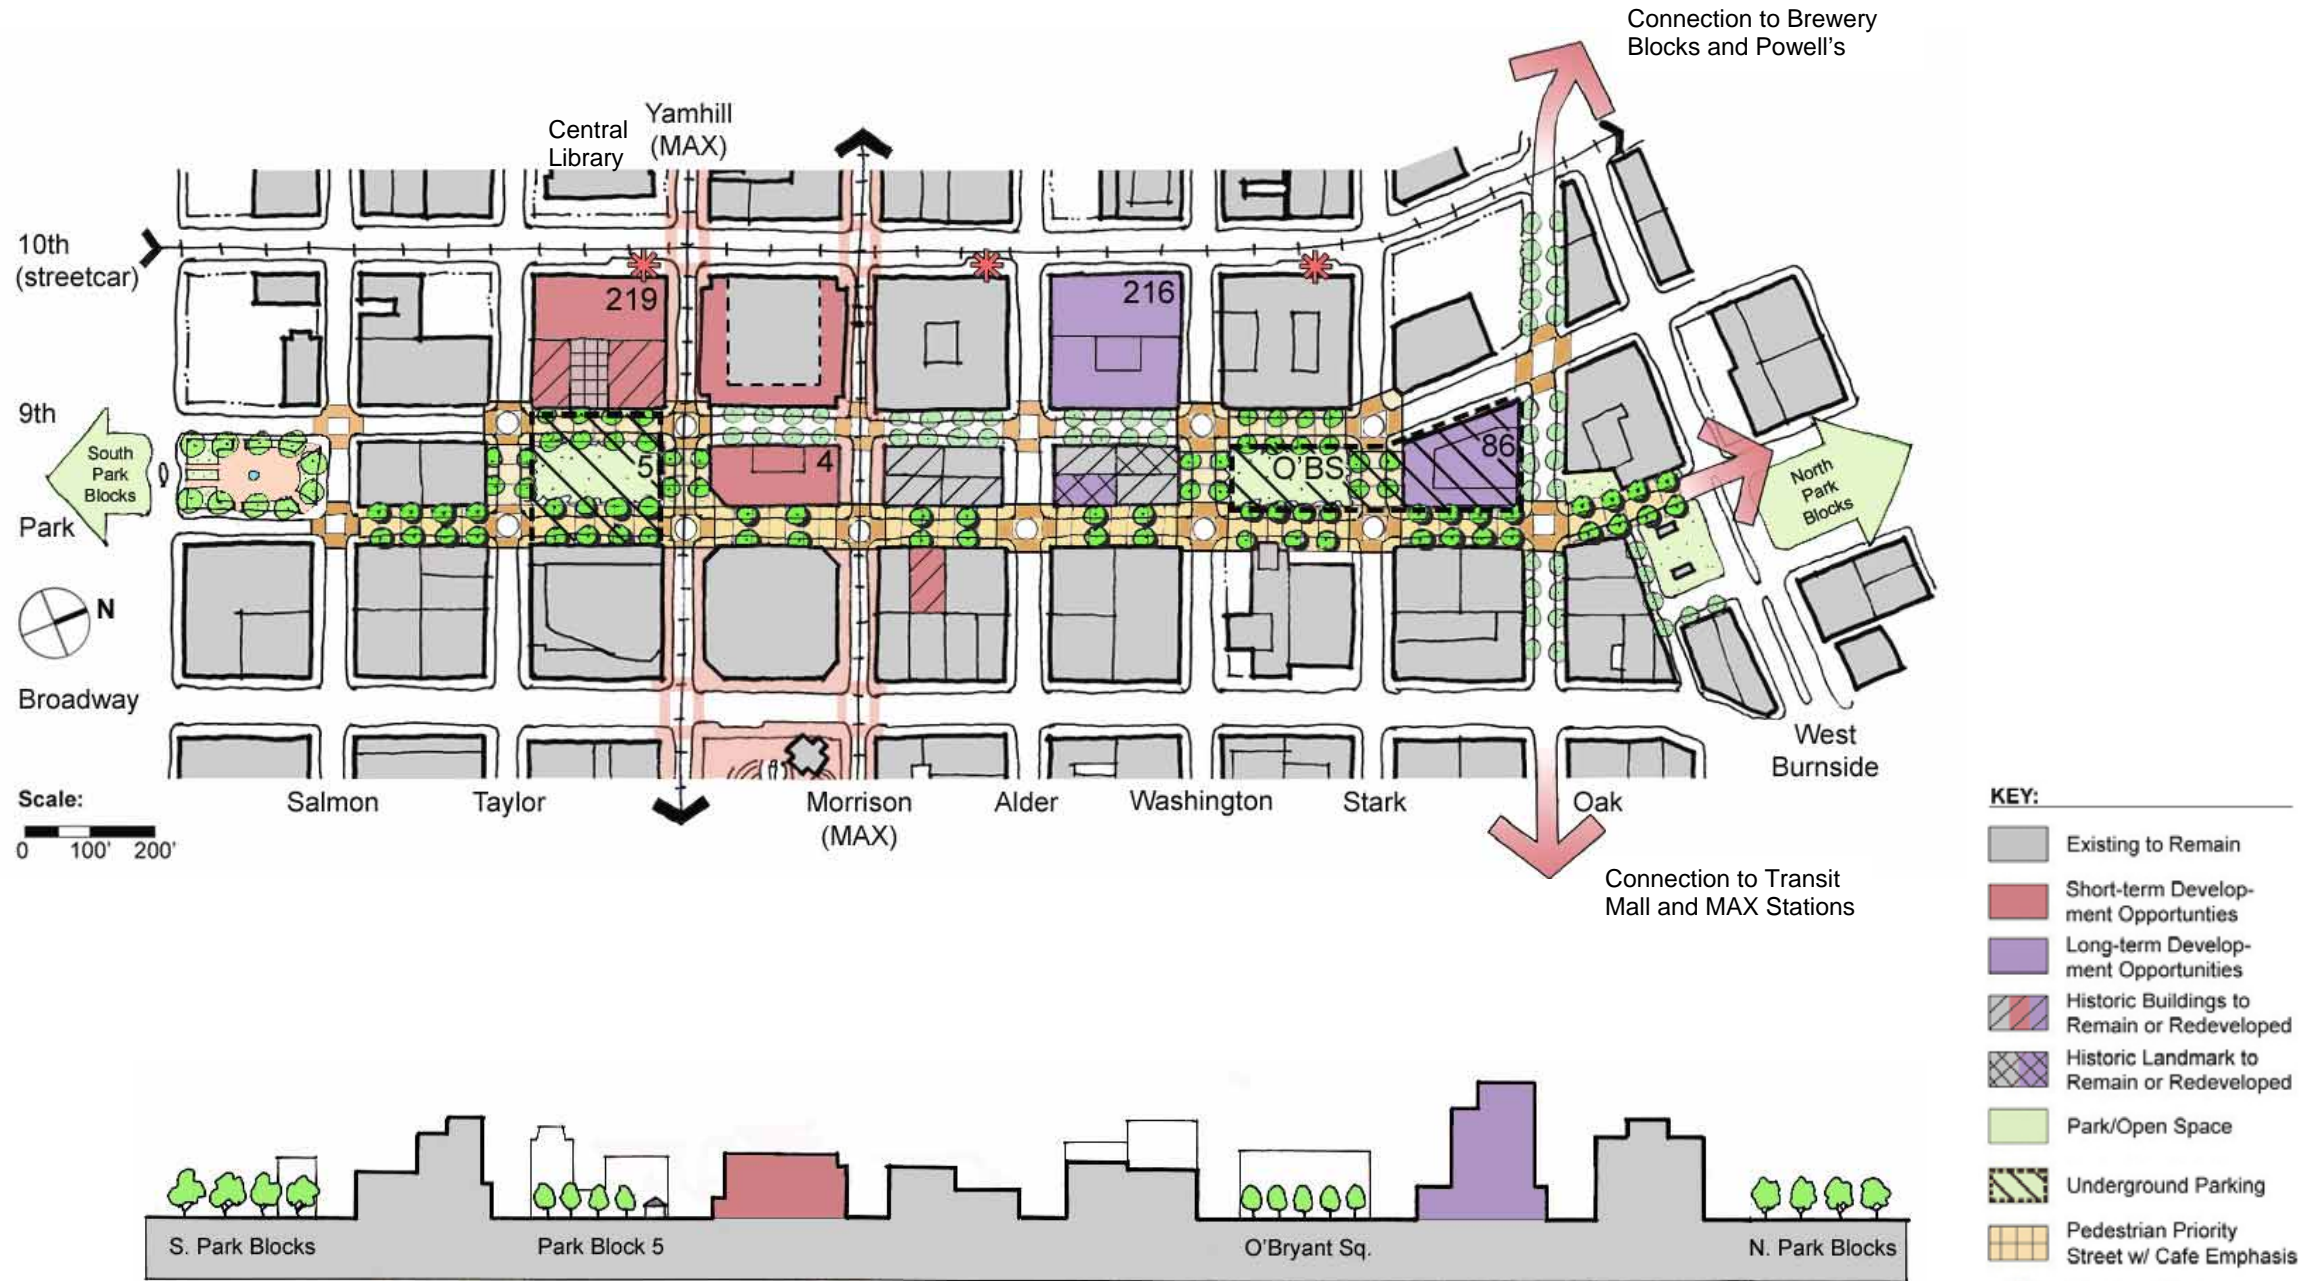 Connection to Brewery
Blocks and Powell's
Yamhill
(MAX)
Central
Library
10th
(streetcar)
219
216
9th
South
Park
Blocks
5
4
O'BS
86
North
Park
Blocks
Park
N
Broadway
West
Burnside
Scale:
0 100' 200'
Salmon
Taylor
Morrison
(MAX)
Alder
Washington
Stark
Oak
Connection to Transit
Mall and MAX Stations
KEY:
Existing to Remain
Short-term Develop-
ment Opportunties
Long-term Develop-
ment Opportunities
Historic Buildings to
Remain or Redeveloped
Historic Landmark to
Remain or Redeveloped
Park/Open Space
Underground Parking
Pedestrian Priority
Street w/ Cafe Emphasis
S. Park Blocks
Park Block 5
O'Bryant Sq.
N. Park Blocks